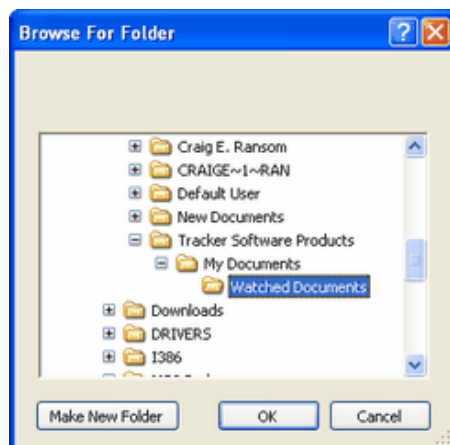 Browse For Folder
Craig E. Ransom
CRAIGE~1~RAN
Default User
New Documents
Tracker Software Products
My Documents
Watched Documents
Downloads
DRIVERS
I386
Make New Folder
OK
Cancel